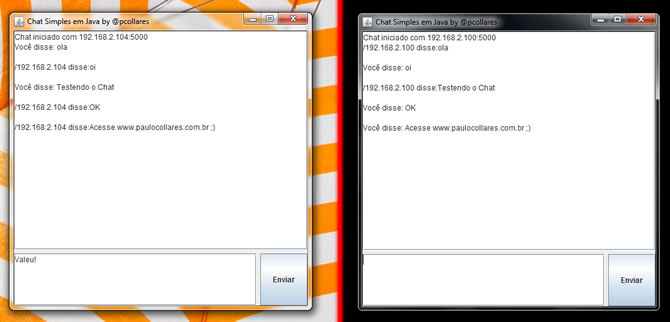 Chat Simples em Java by @pcollares
Chat iniciado com 192.168.2.104:5000
Você disse: ola
/192.168.2.104 disse:oi
Você disse: Testendo o Chat
/192.168.2.104 disse:OK
/192.168.2.104 disse:Acesse www.paulocollares.com.br ;)
Valeu!
Enviar
Chat Simples em Java by @pcollares
Chat iniciado com 192.168.2.100:5000
/192.168.2.100 disse:ola
Você disse: oi
/192.168.2.100 disse:Testendo o Chat
Você disse: OK
Você disse: Acesse www.paulocollares.com.br ;)
Enviar